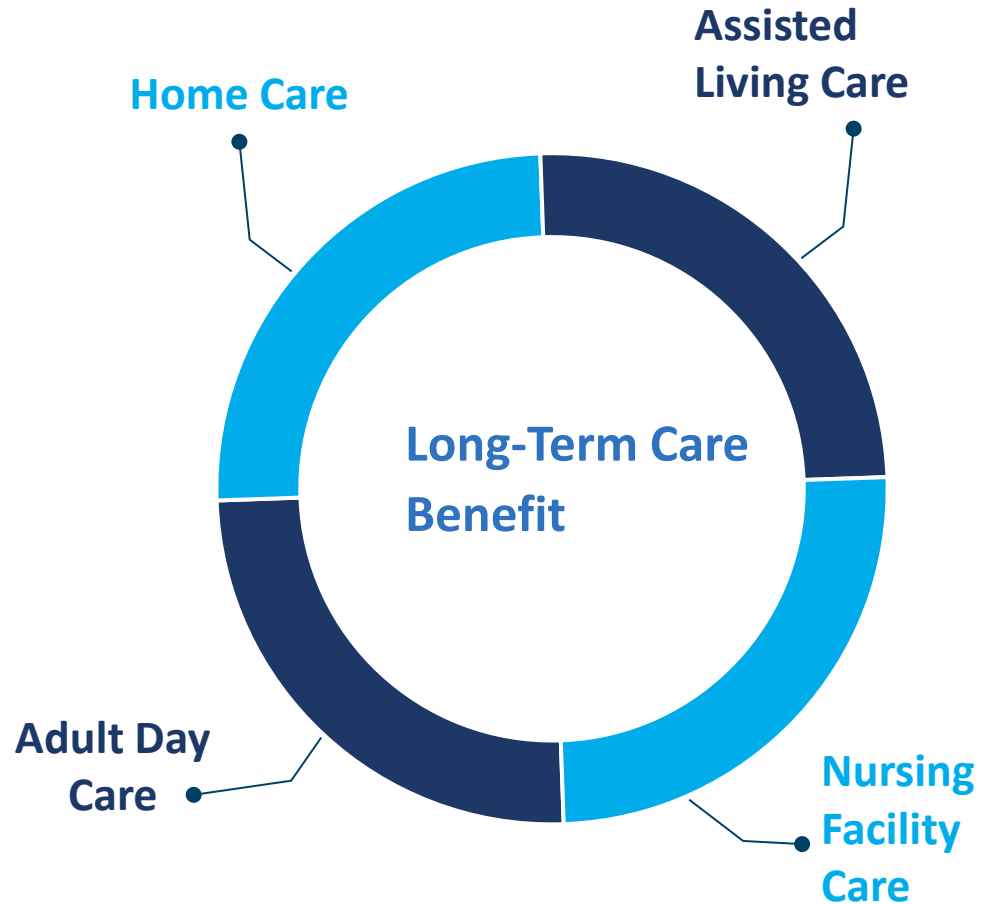 Assisted
Living Care
Home Care
Long-Term Care
Benefit
Adult Day
Care
Nursing
Facility
Care